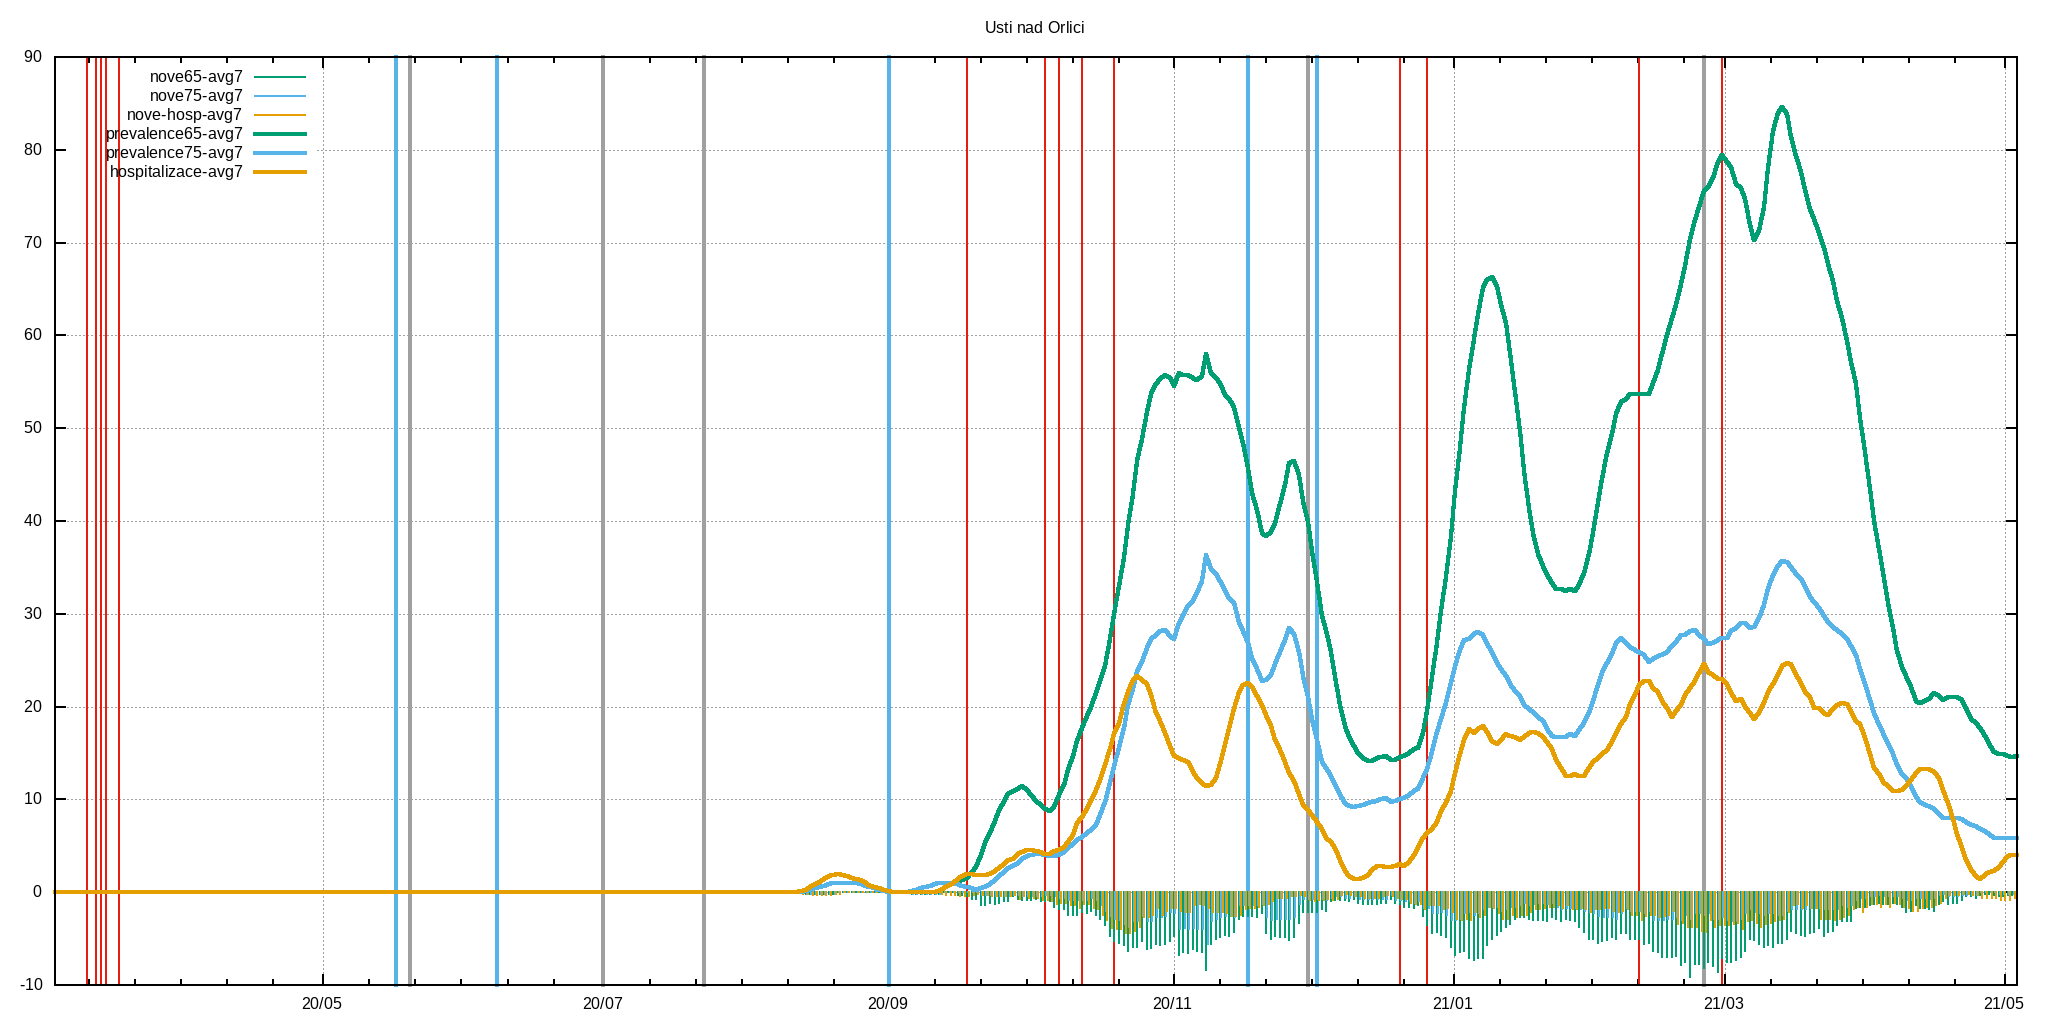 Usti nad Orlici
90
80
70
60
50
40
30
20
10
0
-10
nove65-avg7
nove75-avg7
nove-hosp-avg7
prevalence65-avg7
prevalence75-avg7
hospitalizace-avg7
20/05 20/07 20/09 20/11 21/01 21/03 21/05